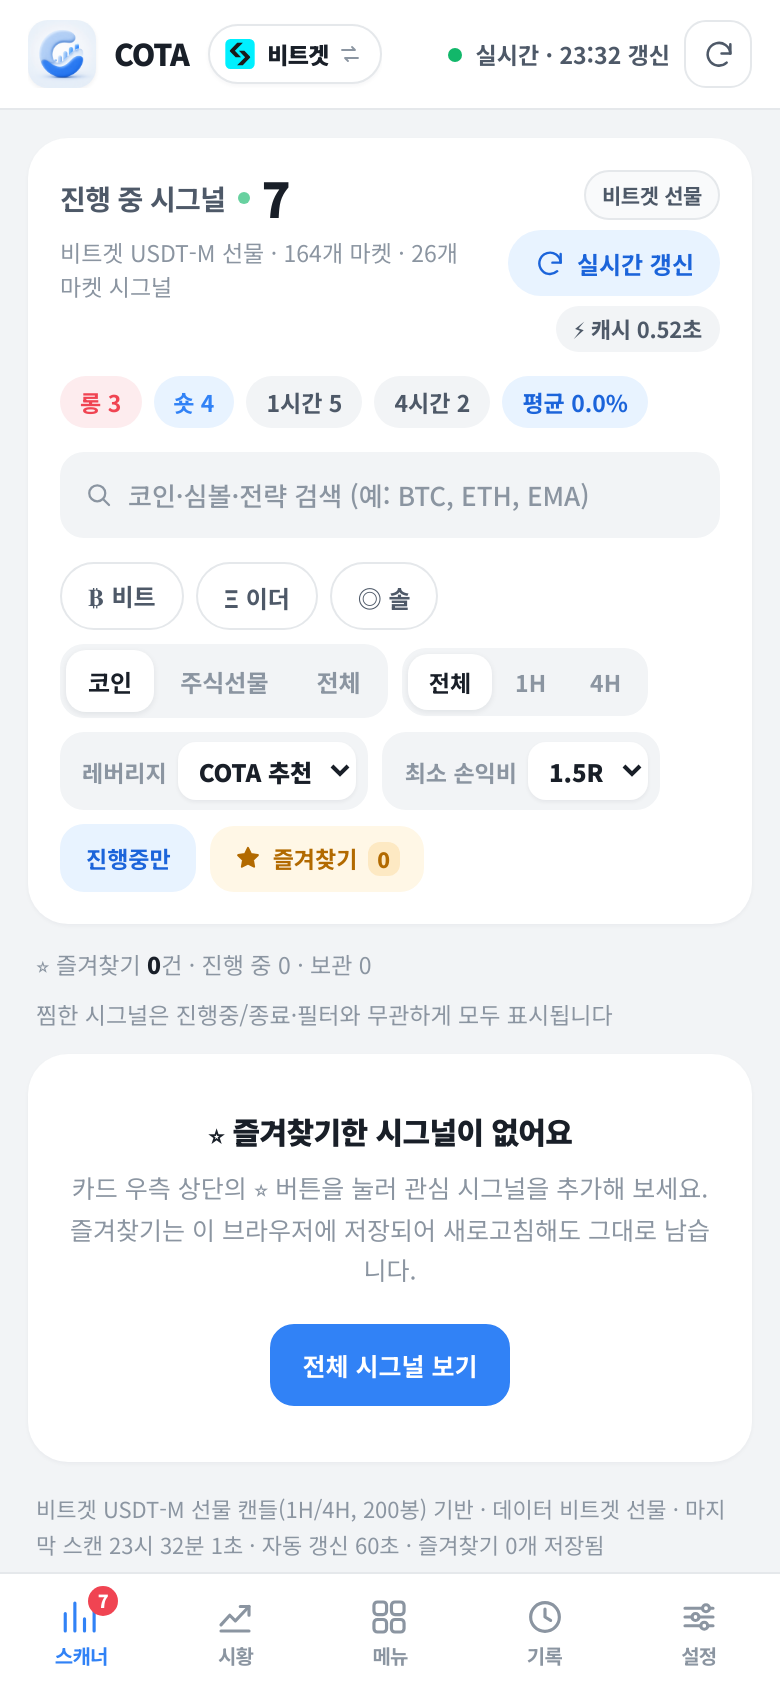 COTA
비트겟
실시간 · 23:32 갱신
진행 중 시그널 7
비트겟 선물
비트겟 USDT-M 선물 · 164개 마켓 · 26개
마켓 시그널
실시간 갱신
⚡ 캐시 0.52초
롱 3
숏 4
1시간 5
4시간 2
평균 0.0%
코인·심볼·전략 검색 (예: BTC, ETH, EMA)
₿ 비트
Ξ 이더
◎ 솔
코인
주식선물
전체
전체
1H
4H
레버리지
COTA 추천
최소 손익비
1.5R
진행중만
★ 즐겨찾기 0
☆ 즐겨찾기 0건 · 진행 중 0 · 보관 0
찜한 시그널은 진행중/종료·필터와 무관하게 모두 표시됩니다
☆ 즐겨찾기한 시그널이 없어요
카드 우측 상단의 ☆ 버튼을 눌러 관심 시그널을 추가해 보세요.
즐겨찾기는 이 브라우저에 저장되어 새로고침해도 그대로 남습
니다.
전체 시그널 보기
비트겟 USDT-M 선물 캔들(1H/4H, 200봉) 기반 · 데이터 비트겟 선물 · 마지
막 스캔 23시 32분 1초 · 자동 갱신 60초 · 즐겨찾기 0개 저장됨
7
스캐너
시황
메뉴
기록
설정